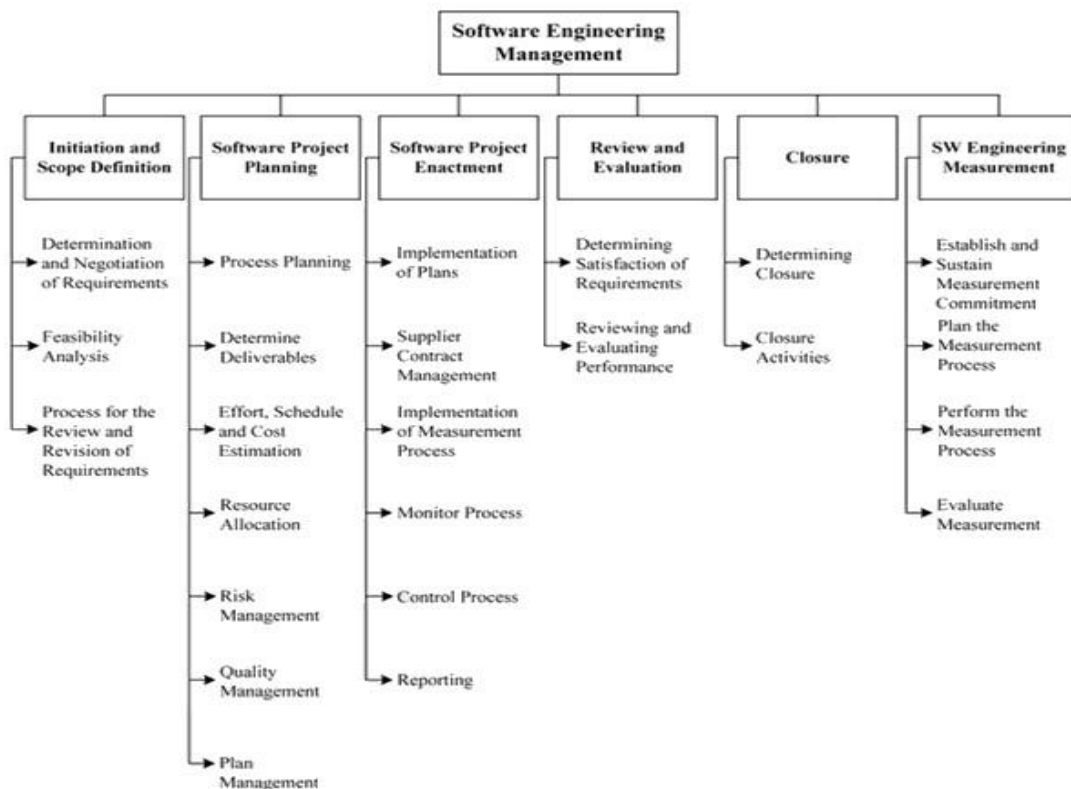 Software Engineering
Management
Initiation and
Scope Definition
Determination
and Negotiation
of Requirements
Feasibility
Analysis
Process for the
Review and
Revision of
Requirements
Software Project
Planning
Process Planning
Determine
Deliverables
Effort, Schedule
and Cost
Estimation
Resource
Allocation
Risk
Management
Quality
Management
Plan
Management
Software Project
Enactment
Implementation
of Plans
Supplier
Contract
Management
Implementation
of Measurement
Process
Monitor Process
Control Process
Reporting
Review and
Evaluation
Determining
Satisfaction of
Requirements
Reviewing and
Evaluating
Performance
Closure
Determining
Closure
Closure
Activities
SW Engineering
Measurement
Establish and
Sustain
Measurement
Commitment
Plan the
Measurement
Process
Perform the
Measurement
Process
Evaluate
Measurement